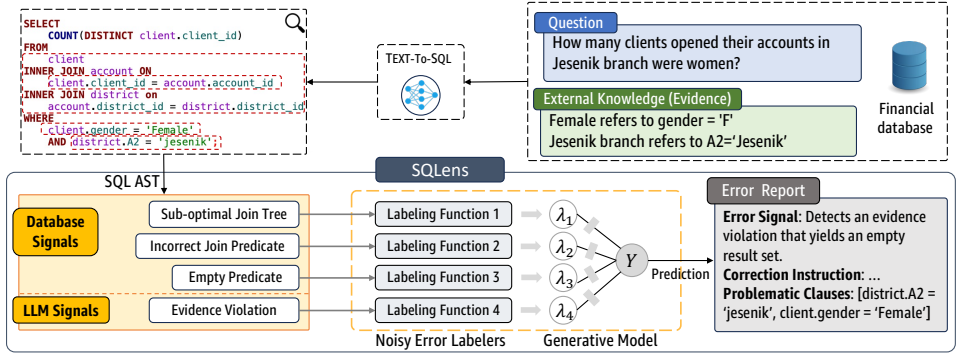 SELECT
COUNT(DISTINCT client.client_id)
FROM
client
INNER JOIN account ON
client.client_id = account.account_id
INNER JOIN district on
account.district_id = district.district_id
WHERE
client.gender = 'Female'
AND district.A2 = 'jesenik';
TEXT-To-SQL
Question
How many clients opened their accounts in
Jesenik branch were women?
External Knowledge (Evidence)
Female refers to gender = 'F'
Jesenik branch refers to A2='Jesenik'
Financial
database
SQL AST
SQLens
Database
Signals
LLM Signals
Sub-optimal Join Tree
Incorrect Join Predicate
Empty Predicate
Evidence Violation
Labeling Function 1
Labeling Function 2
Labeling Function 3
Labeling Function 4
λ1
λ2
λ3
λ4
Y
Noisy Error Labelers
Generative Model
Prediction
Error Report
Error Signal: Detects an evidence
violation that yields an empty
result set.
Correction Instruction: ...
Problematic Clauses: [district.A2 =
'jesenik', client.gender = 'Female']